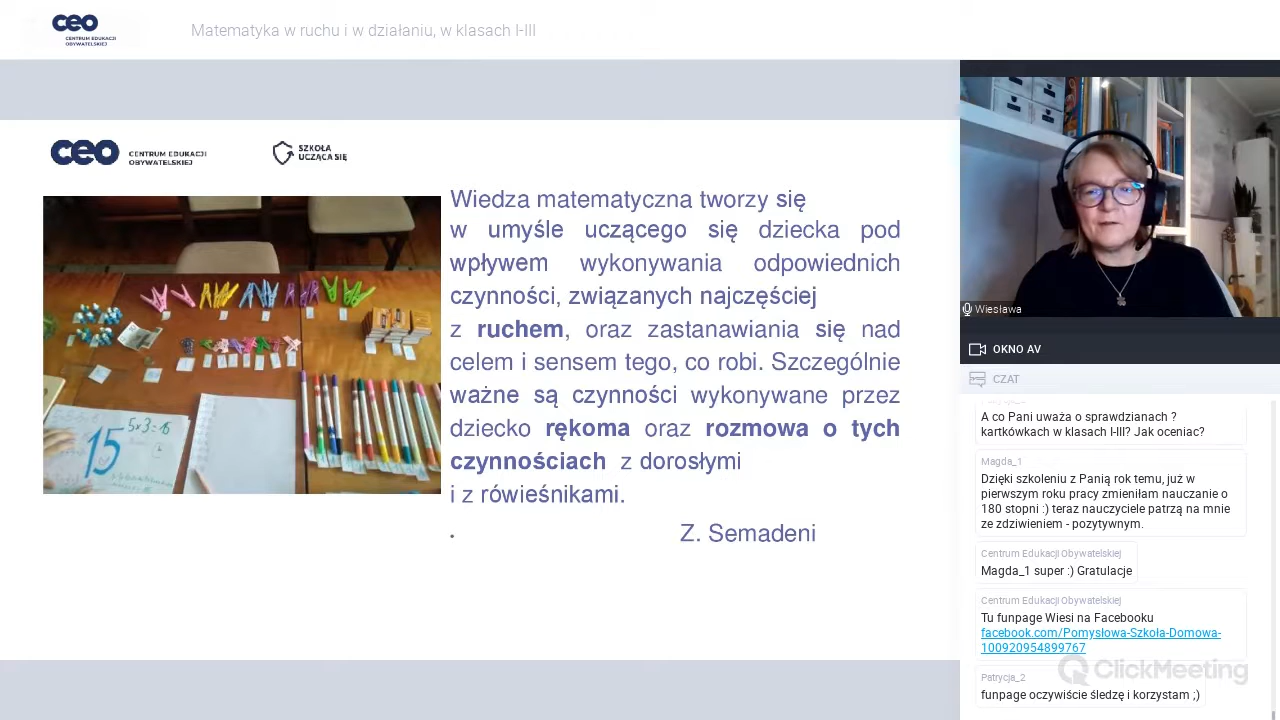 ceo
CENTRUM EDUKACJI
OBYWATELSKIEJ
Matematyka w ruchu i w działaniu, w klasach I-III
ceo
CENTRUM EDUKACJI
OBYWATELSKIEJ
SZKOŁA
UCZĄCA SIĘ
5x3=15
15
Wiedza matematyczna tworzy się
w umyśle uczącego się dziecka pod
wpływem wykonywania odpowiednich
czynności, związanych najczęściej
z ruchem, oraz zastanawiania się nad
celem i sensem tego, co robi. Szczególnie
ważne są czynności wykonywane przez
dziecko rękoma oraz rozmowa o tych
czynnościach z dorosłymi
i z rówieśnikami.
Z. Semadeni
Wiesława
OKNO AV
CZAT
A co Pani uważa o sprawdzianach ?
kartkówkach w klasach I-III? Jak oceniac?
Magda_1
Dzięki szkoleniu z Panią rok temu, już w
pierwszym roku pracy zmieniłam nauczanie o
180 stopni :) teraz nauczyciele patrzą na mnie
ze zdziwieniem - pozytywnym.
Centrum Edukacji Obywatelskiej
Magda_1 super :) Gratulacje
Centrum Edukacji Obywatelskiej
Tu funpage Wiesi na Facebooku
facebook.com/Pomysłowa-Szkoła-Domowa-
100920954899767
ClickMeeting
Patrycja_2
funpage oczywiście śledzę i korzystam ;)